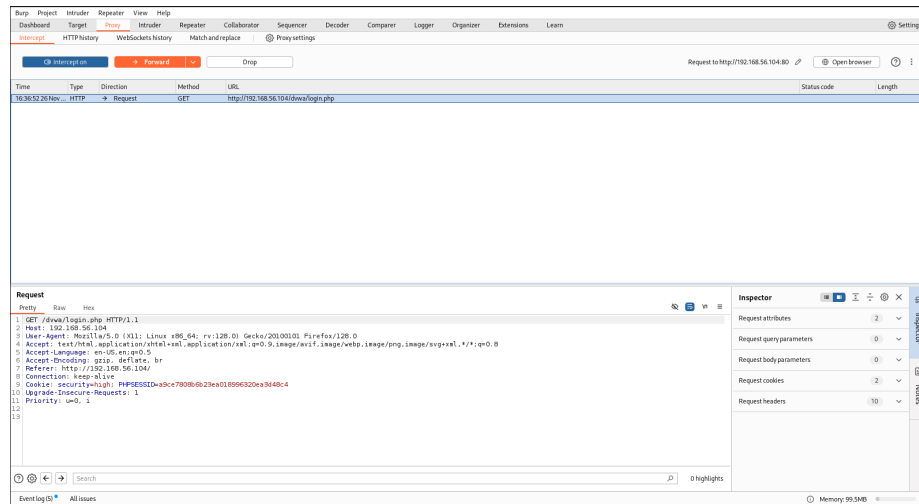 Burp Project Intruder Repeater View Help
Dashboard Target Proxy Intruder Repeater Collaborator Sequencer Decoder Comparer Logger Organizer Extensions Learn Setting
Intercept HTTP history WebSockets history Match and replace Proxy settings
Intercept on Forward Drop Request to http://192.168.56.104:80 Open browser
Time Type Direction Method URL Status code Length
16:36:52 26 Nov... HTTP → Request GET http://192.168.56.104/dvwa/login.php
Request
Pretty Raw Hex
1 GET /dvwa/login.php HTTP/1.1
2 Host: 192.168.56.104
3 User-Agent: Mozilla/5.0 (X11; Linux x86_64; rv:128.0) Gecko/20100101 Firefox/128.0
4 Accept: text/html,application/xhtml+xml,application/xml;q=0.9,image/avif,image/webp,image/png,image/svg+xml,*/*;q=0.8
5 Accept-Language: en-US,en;q=0.5
6 Accept-Encoding: gzip, deflate, br
7 Referer: http://192.168.56.104/
8 Connection: keep-alive
9 Cookie: security=high; PHPSESSID=a9ce7808b6b23ea018996320ea3d48c4
10 Upgrade-Insecure-Requests: 1
11 Priority: u=0, i
12
13
Inspector
Request attributes 2
Request query parameters 0
Request body parameters 0
Request cookies 2
Request headers 10
Inspector
Notes
Search 0 highlights
Event log (5) All issues Memory: 99.5MB